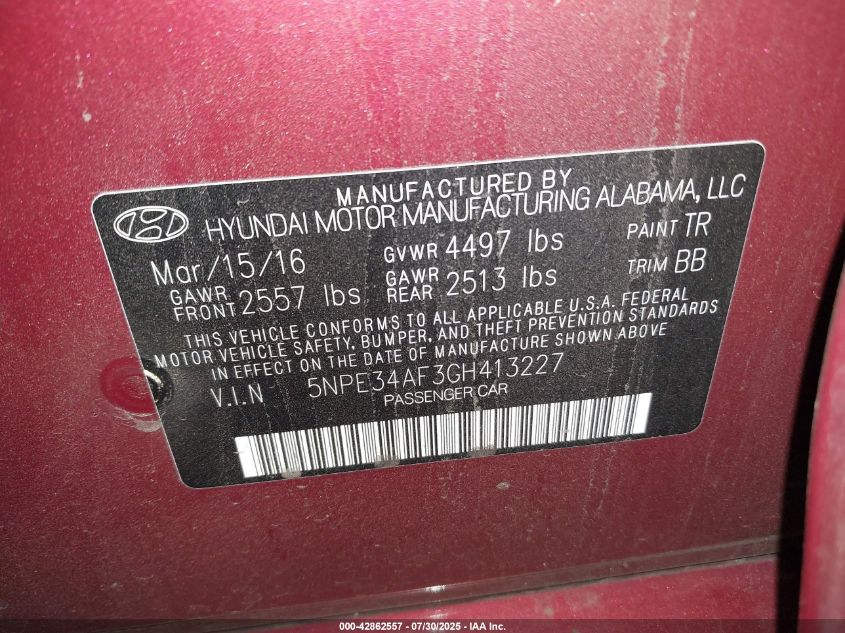 MANUFACTURED BY
HYUNDAI MOTOR MANUFACTURING ALABAMA, LLC
Mar/15/16 GVWR 4497 lbs PAINT TR
GAWR FRONT 2557 lbs GAWR REAR 2513 lbs TRIM BB
THIS VEHICLE CONFORMS TO ALL APPLICABLE U.S.A. FEDERAL
MOTOR VEHICLE SAFETY, BUMPER, AND THEFT PREVENTION STANDARDS
IN EFFECT ON THE DATE OF MANUFACTURE SHOWN ABOVE
V.I.N 5NPE34AF3GH413227
PASSENGER CAR
000-42862557 - 07/30/2025 - IAA Inc.